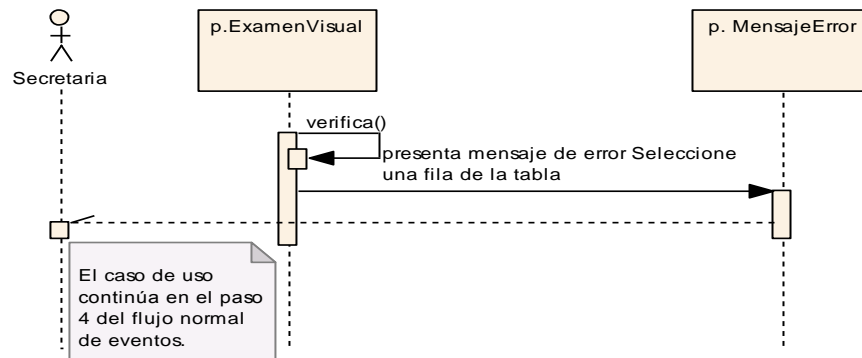 p.ExamenVisual
p. MensajeError
Secretaria
verifica()
presenta mensaje de error Seleccione
una fila de la tabla
El caso de uso
continúa en el paso
4 del flujo normal
de eventos.